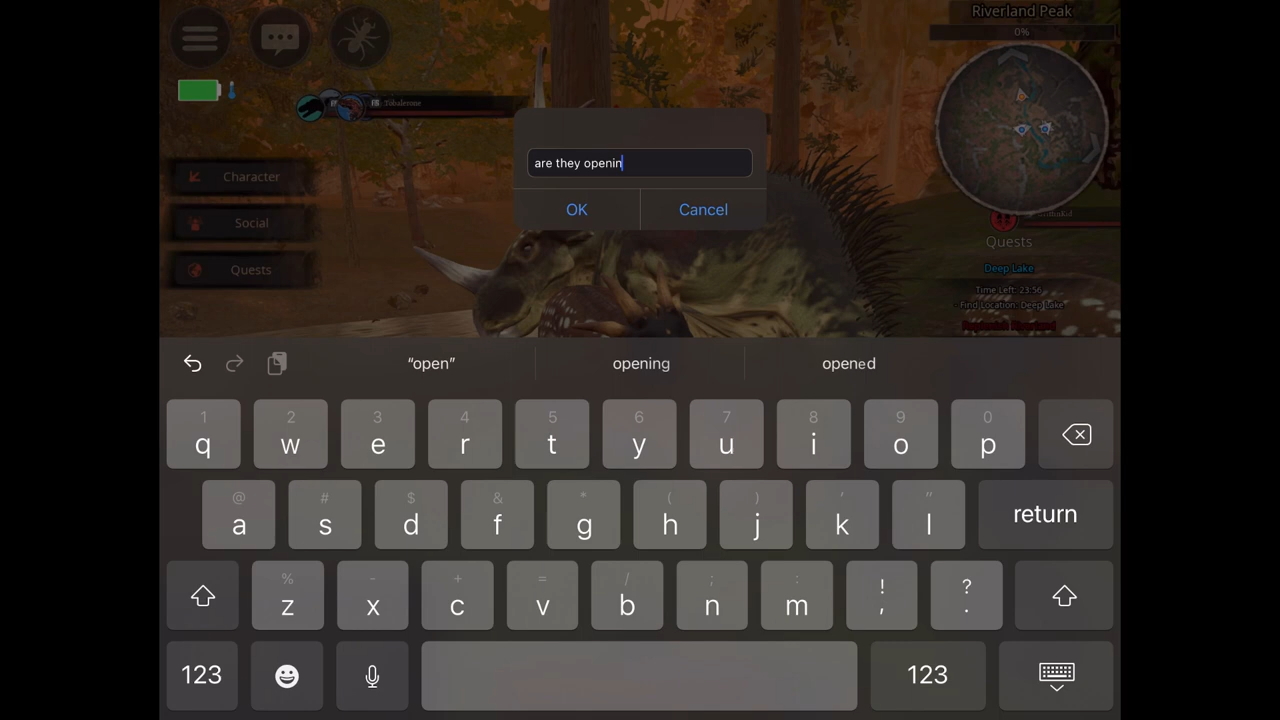 Riverland Peak
0%
Tobalerone
are they openin
OK Cancel
Character
Social
Quests
Quests
Deep Lake
Time Left: 23:56
Find Location: Deep Lake
“open” opening opened
1 2 3 4 5 6 7 8 9 0
q w e r t y u i o p
@ # $ & * ( ) ' "
a s d f g h j k l return
% - + = / ; : ! ?
z x c v b n m , .
123 123